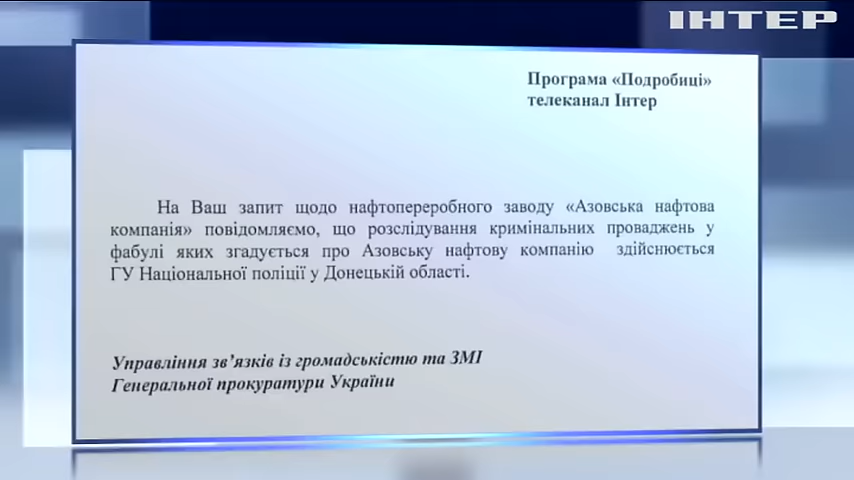 ІНТЕР
Програма «Подробиці»
телеканал Інтер
На Ваш запит щодо нафтопереробного заводу «Азовська нафтова
компанія» повідомляємо, що розслідування кримінальних проваджень у
фабулі яких згадується про Азовську нафтову компанію здійснюється
ГУ Національної поліції у Донецькій області.
Управління зв’язків із громадськістю та ЗМІ
Генеральної прокуратури України